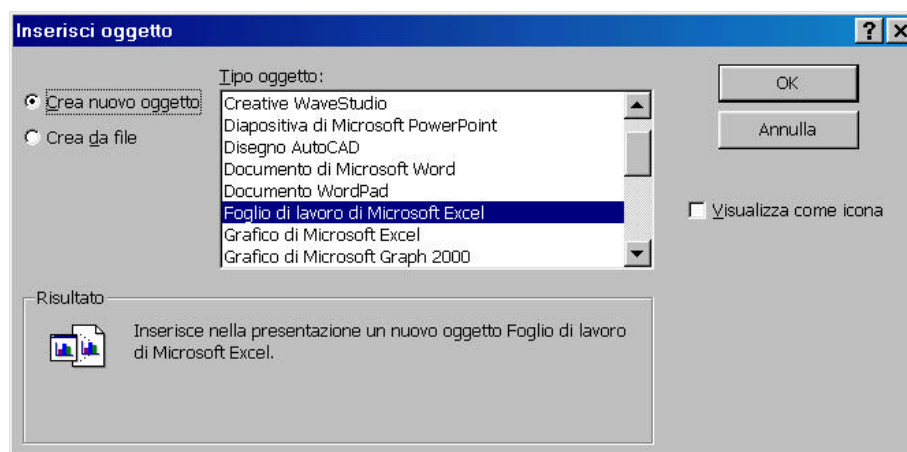 Inserisci oggetto
Tipo oggetto:
Crea nuovo oggetto
Crea da file
Creative WaveStudio
Diapositiva di Microsoft PowerPoint
Disegno AutoCAD
Documento di Microsoft Word
Documento WordPad
Foglio di lavoro di Microsoft Excel
Grafico di Microsoft Excel
Grafico di Microsoft Graph 2000
OK
Annulla
Visualizza come icona
Risultato
Inserisce nella presentazione un nuovo oggetto Foglio di lavoro
di Microsoft Excel.